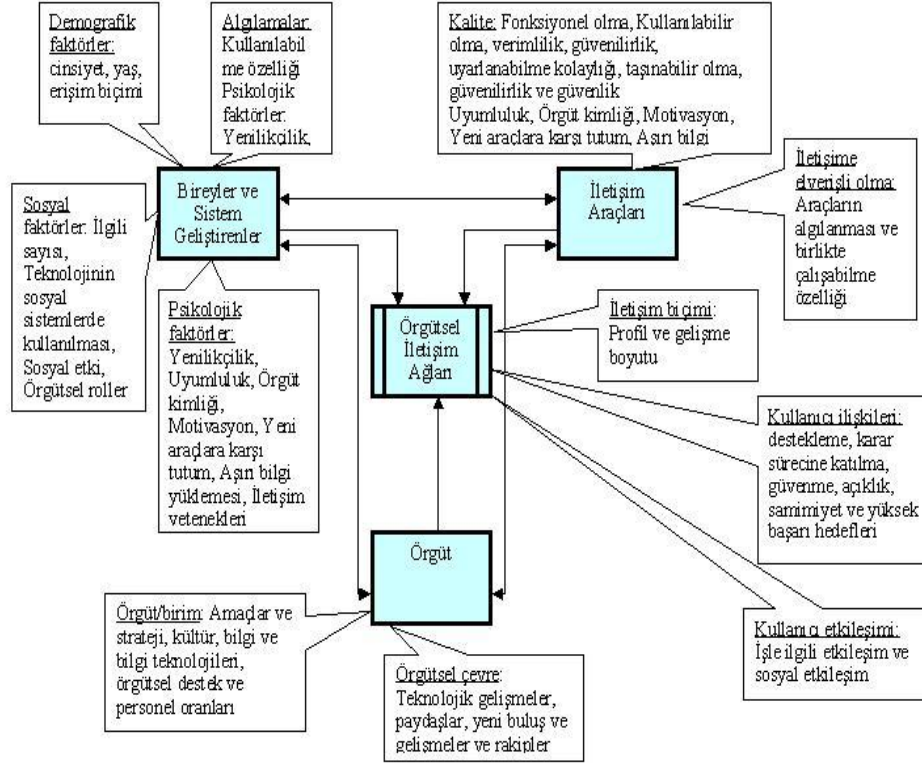 Demografik
faktörler:
cinsiyet, yaş,
erişim biçimi
Algılamalar:
Kullanılabil
me özelliği
Psikolojik
faktörler:
Yenilikçilik,
Kalite: Fonksiyonel olma, Kullanılabilir
olma, verimlilik, güvenilirlik,
uyarlanabilme kolaylığı, taşınabilir olma,
güvenilirlik ve güvenlik
Uyumluluk, Örgüt kimliği, Motivasyon,
Yeni araçlara karşı tutum, Aşırı bilgi
Bireyler ve
Sistem
Geliştirenler
İletişim
Araçları
İletişime
elverişli olma:
Araçların
algılanması ve
birlikte
çalışabilme
özelliği
Sosyal
faktörler: İlgili
sayısı,
Teknolojinin
sosyal
sistemlerde
kullanılması,
Sosyal etki,
Örgütsel roller
Psikolojik
faktörler:
Yenilikçilik,
Uyumluluk, Örgüt
kimliği,
Motivasyon, Yeni
araçlara karşı
tutum, Aşırı bilgi
yüklemesi, İletişim
yetenekleri
Örgütsel
İletişim
Ağları
İletişim biçimi:
Profil ve gelişme
boyutu
Kullanıcı ilişkileri:
destekleme, karar
sürecine katılma,
güvenme, açıklık,
samimiyet ve yüksek
başarı hedefleri
Örgüt
Örgüt/birim: Amaçlar ve
strateji, kültür, bilgi ve
bilgi teknolojileri,
örgütsel destek ve
personel oranları
Örgütsel çevre:
Teknolojik gelişmeler,
paydaşlar, yeni buluş ve
gelişmeler ve rakipler
Kullanıcı etkileşimi:
İşle ilgili etkileşim ve
sosyal etkileşim